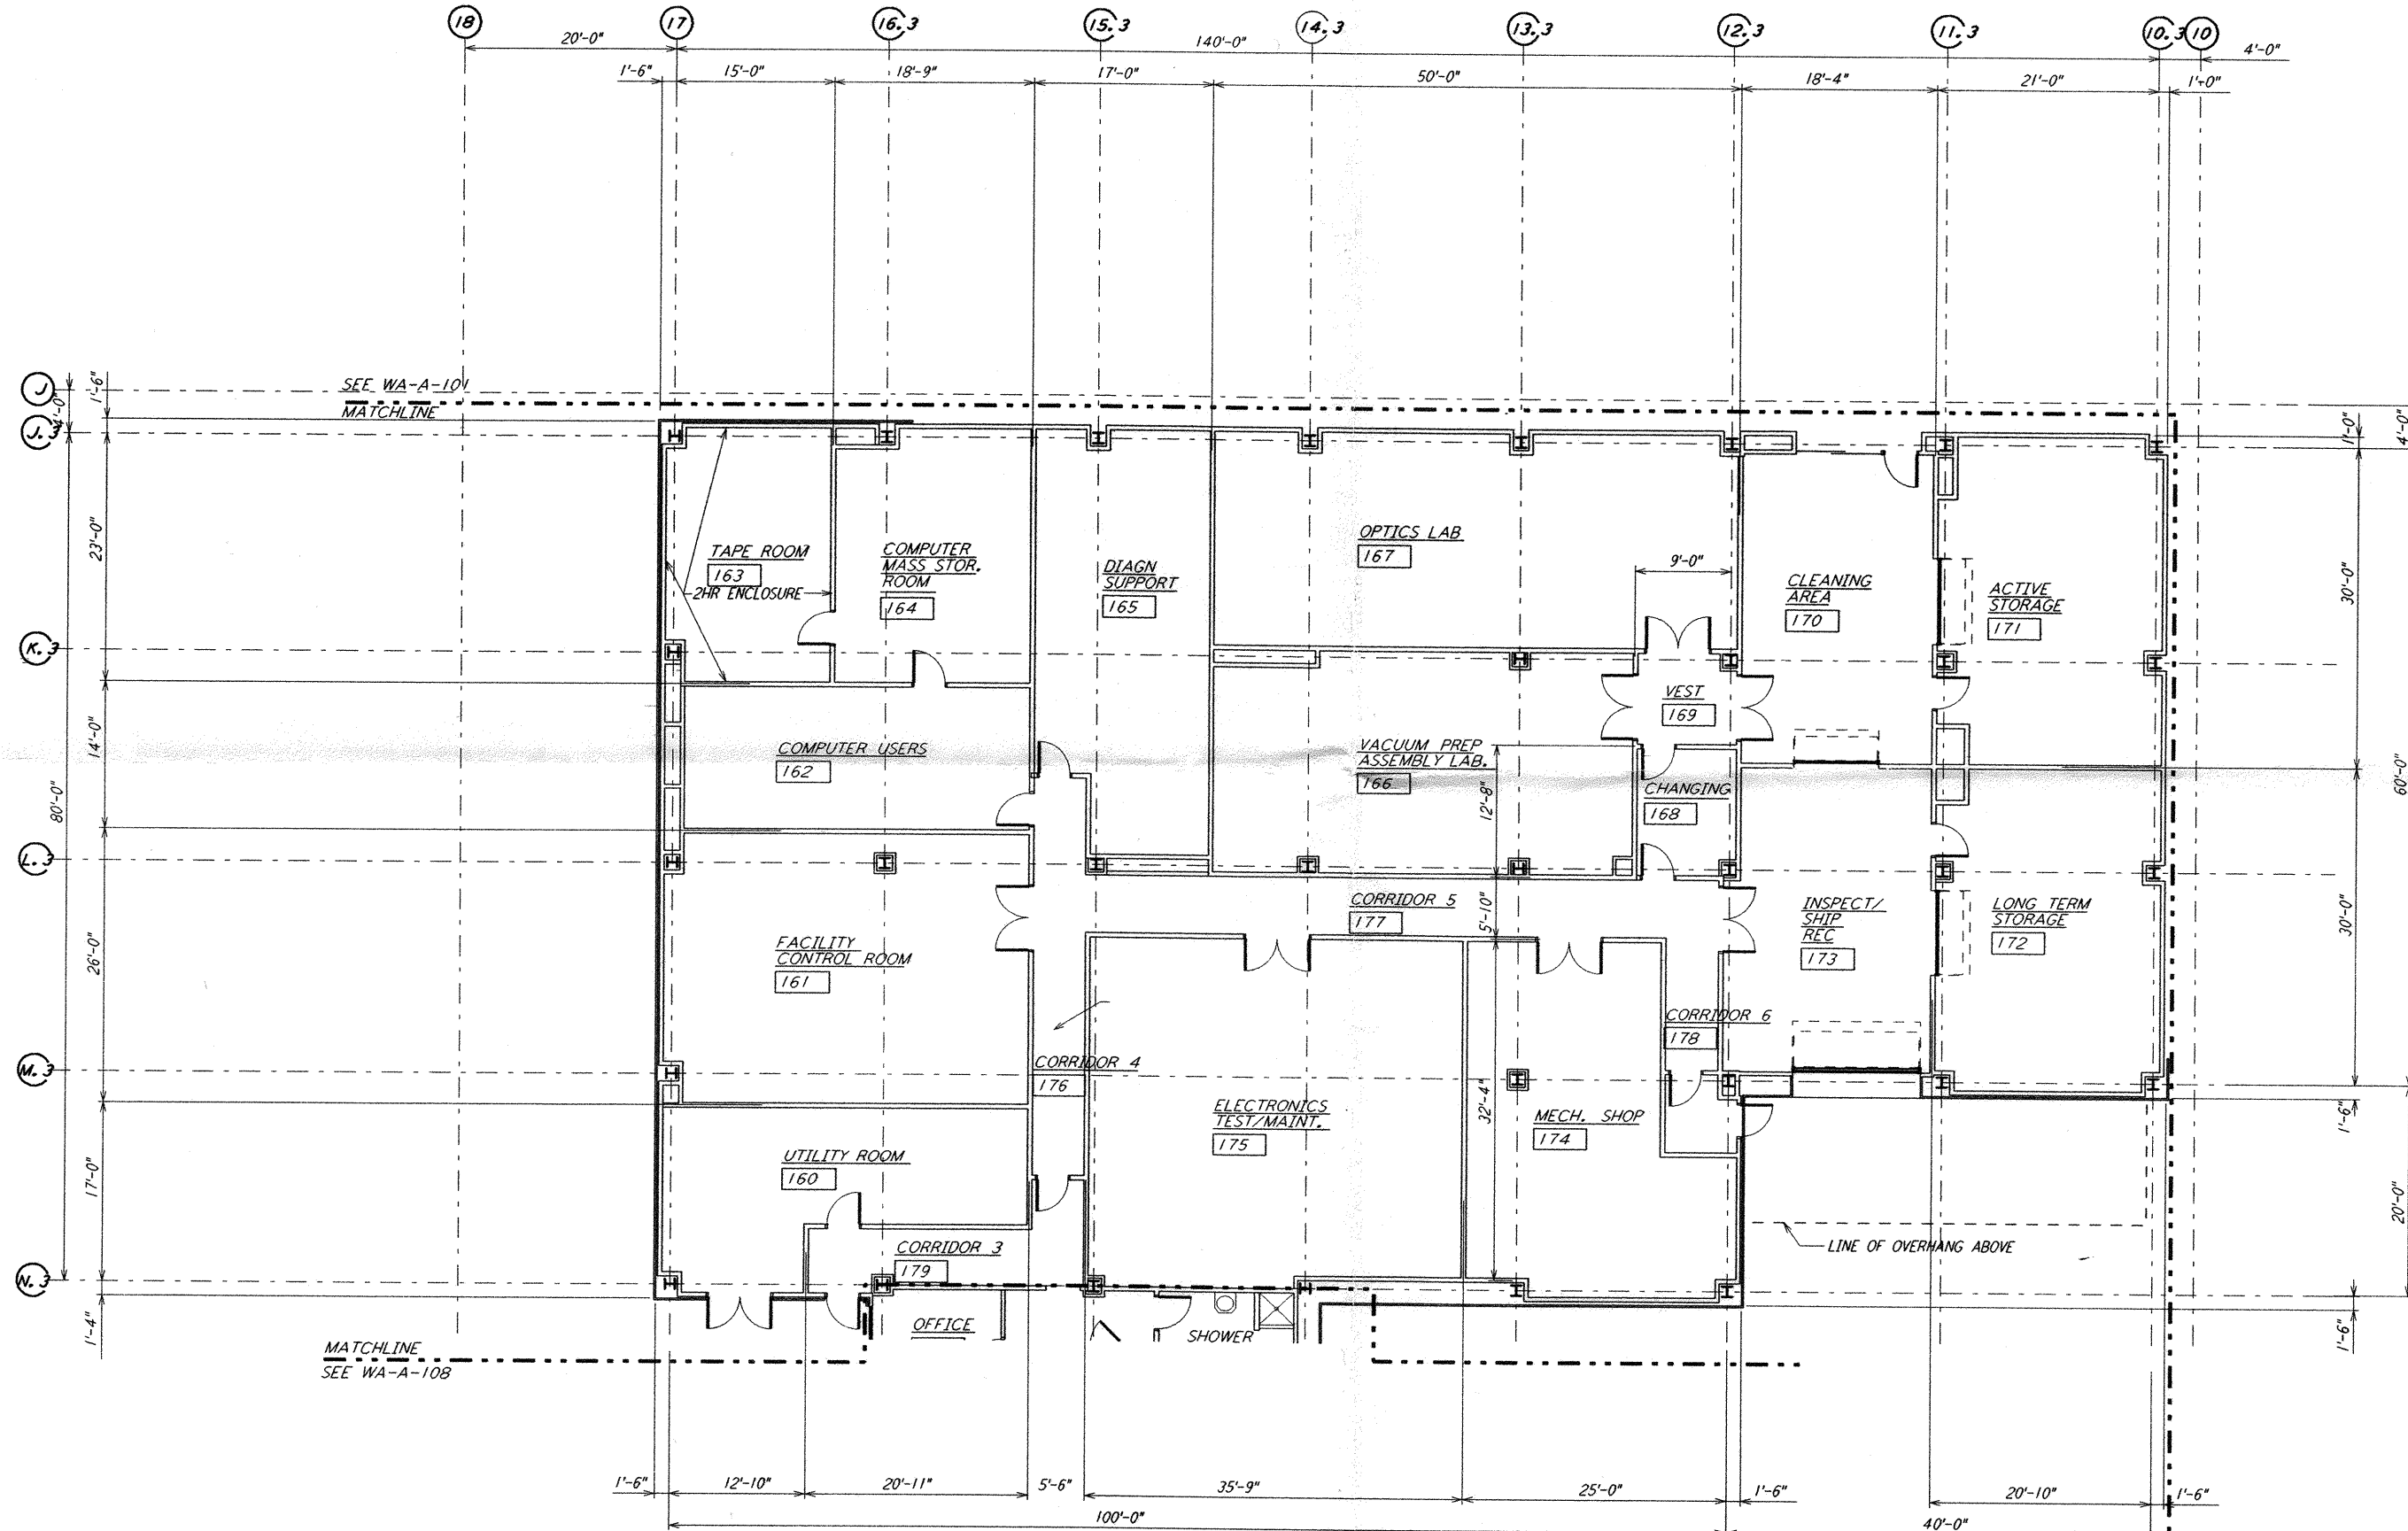 18
17
16.3
15.3
14.3
13.3
12.3
11.3
10.3
10
20'-0"
140'-0"
4'-0"
1'-6"
15'-0"
18'-9"
17'-0"
50'-0"
18'-4"
21'-0"
1'-0"
J
SEE WA-A-101
MATCHLINE
1'-6"
4'-0"
J.3
1'-0"
4'-0"
23'-0"
TAPE ROOM
163
2HR ENCLOSURE
COMPUTER
MASS STOR.
ROOM
164
DIAGN
SUPPORT
165
OPTICS LAB
167
9'-0"
CLEANING
AREA
170
ACTIVE
STORAGE
171
30'-0"
K.3
14'-0"
COMPUTER USERS
162
VACUUM PREP
ASSEMBLY LAB.
166
VEST
169
12'-8"
CHANGING
168
80'-0"
60'-0"
L.3
26'-0"
FACILITY
CONTROL ROOM
161
CORRIDOR 5
177
5'-10"
INSPECT/
SHIP
REC
173
LONG TERM
STORAGE
172
30'-0"
CORRIDOR 6
178
M.3
CORRIDOR 4
176
ELECTRONICS
TEST/MAINT.
175
32'-4"
MECH. SHOP
174
1'-6"
17'-0"
UTILITY ROOM
160
20'-0"
CORRIDOR 3
179
LINE OF OVERHANG ABOVE
N.3
1'-4"
OFFICE
SHOWER
1'-6"
MATCHLINE
SEE WA-A-108
1'-6"
12'-10"
20'-11"
5'-6"
35'-9"
25'-0"
1'-6"
20'-10"
1'-6"
100'-0"
40'-0"